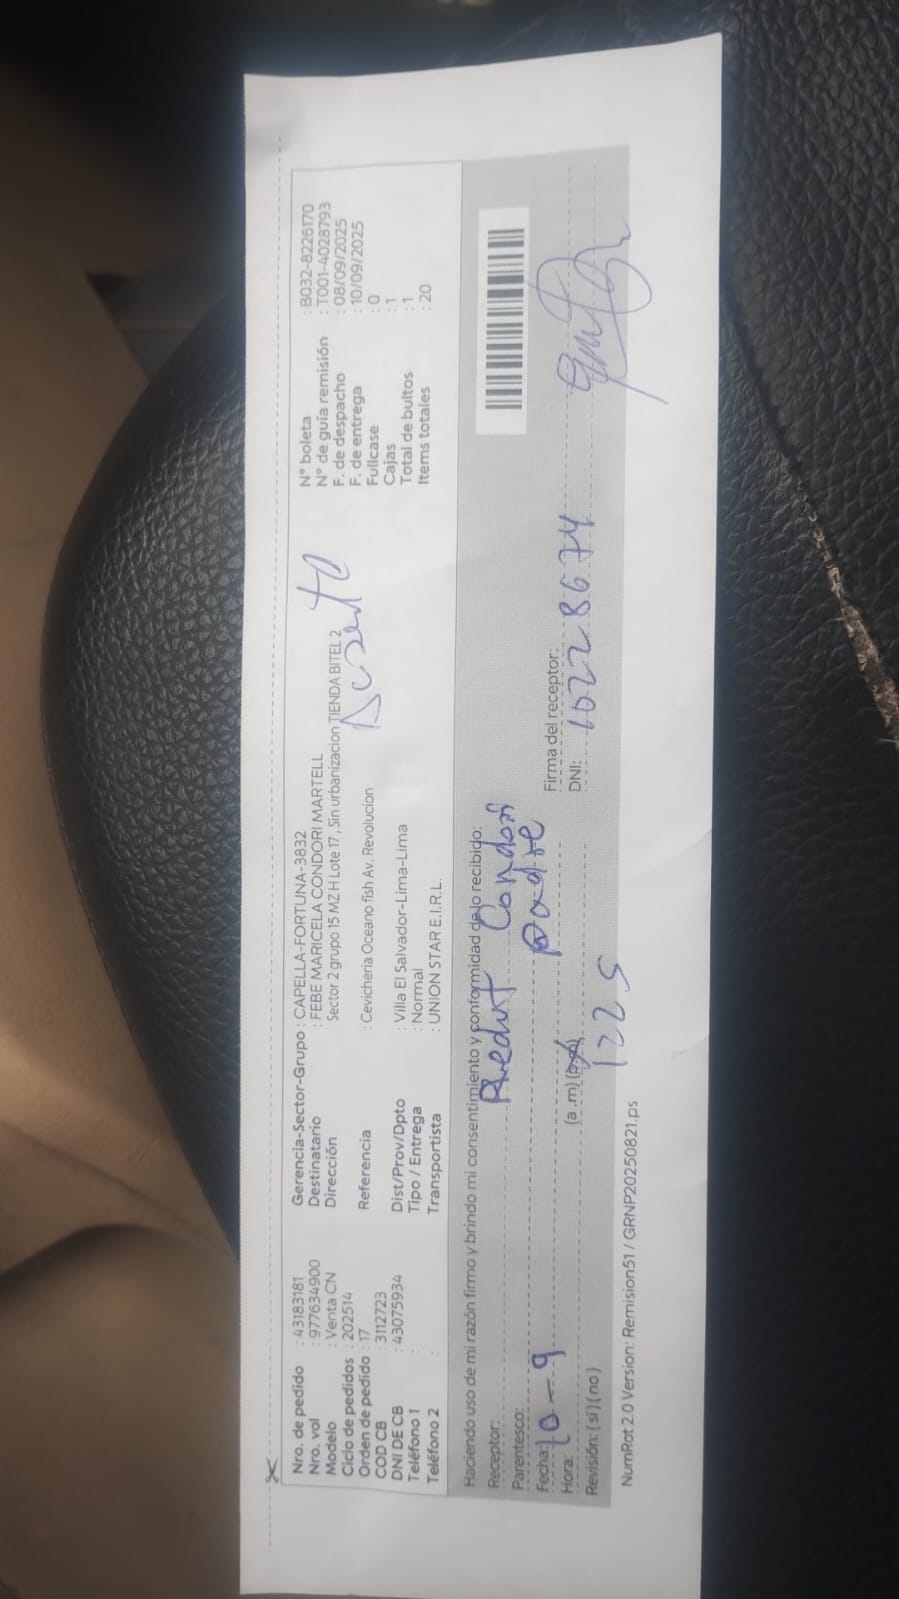 Nro. de pedido : 43183181
Nro. vol : 977634900
Modelo : Venta CN
Ciclo de pedidos : 202514
Orden de pedido : 17
COD CB : 3112723
DNI DE CB : 43075934
Teléfono 1 :
Teléfono 2 :
Gerencia-Sector-Grupo : CAPELLA-FORTUNA-3832
Destinatario : FEBE MARICELA CONDORI MARTELL
Dirección Sector 2 grupo 15 MZ H Lote 17, Sin urbanizacion TIENDA BITEL 2
Referencia : Cevicheria Oceano fish Av. Revolucion
Dist/Prov/Dpto : Villa El Salvador-Lima-Lima
Tipo / Entrega : Normal
Transportista : UNION STAR E.I.R.L.
N° boleta : B032-8226170
N° de guía remisión : T001-4028793
F. de despacho : 08/09/2025
F. de entrega : 10/09/2025
Fullcase : 0
Cajas : 1
Total de bultos : 1
Items totales : 20
Haciendo uso de mi razón firmo y brindo mi consentimiento y conformidad de lo recibido:
Receptor:
Parentesco: Padre
Fecha: 10-9
Hora: (a .m) (p.m) 1225
Revisión: (si) (no)
Firma del receptor:
DNI: 10228674
NumRot 2.0 Version: Remision51 / GRNP20250821.ps